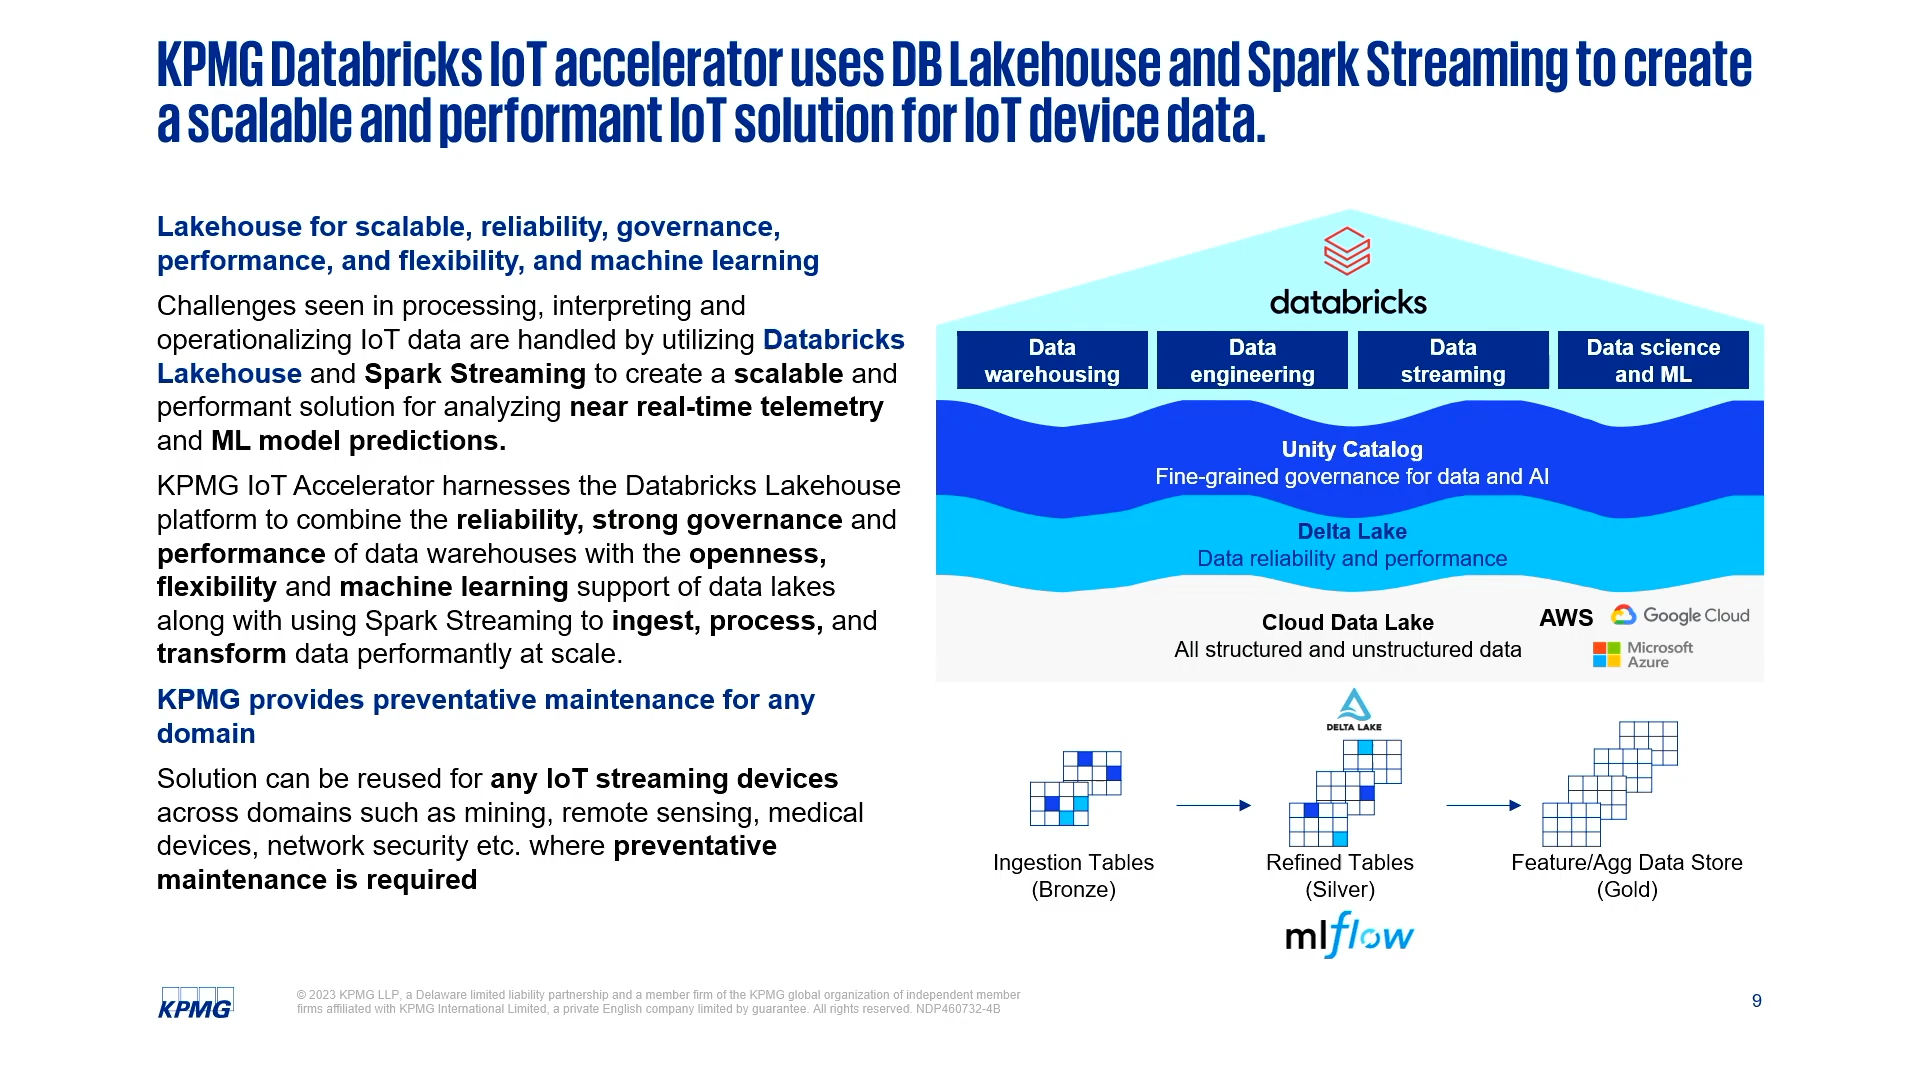 KPMG Databricks IoT accelerator uses DB Lakehouse and Spark Streaming to create
a scalable and performant IoT solution for IoT device data.
Lakehouse for scalable, reliability, governance,
performance, and flexibility, and machine learning
Challenges seen in processing, interpreting and
operationalizing IoT data are handled by utilizing Databricks
Lakehouse and Spark Streaming to create a scalable and
performant solution for analyzing near real-time telemetry
and ML model predictions.
KPMG IoT Accelerator harnesses the Databricks Lakehouse
platform to combine the reliability, strong governance and
performance of data warehouses with the openness,
flexibility and machine learning support of data lakes
along with using Spark Streaming to ingest, process, and
transform data performantly at scale.
KPMG provides preventative maintenance for any
domain
Solution can be reused for any IoT streaming devices
across domains such as mining, remote sensing, medical
devices, network security etc. where preventative
maintenance is required
databricks
Data
warehousing
Data
engineering
Data
streaming
Data science
and ML
Unity Catalog
Fine-grained governance for data and AI
Delta Lake
Data reliability and performance
Cloud Data Lake
All structured and unstructured data
AWS
Google Cloud
Microsoft
Azure
DELTA LAKE
Ingestion Tables
(Bronze)
Refined Tables
(Silver)
Feature/Agg Data Store
(Gold)
mlflow
KPMG
© 2023 KPMG LLP, a Delaware limited liability partnership and a member firm of the KPMG global organization of independent member
firms affiliated with KPMG International Limited, a private English company limited by guarantee. All rights reserved. NDP460732-4B
9